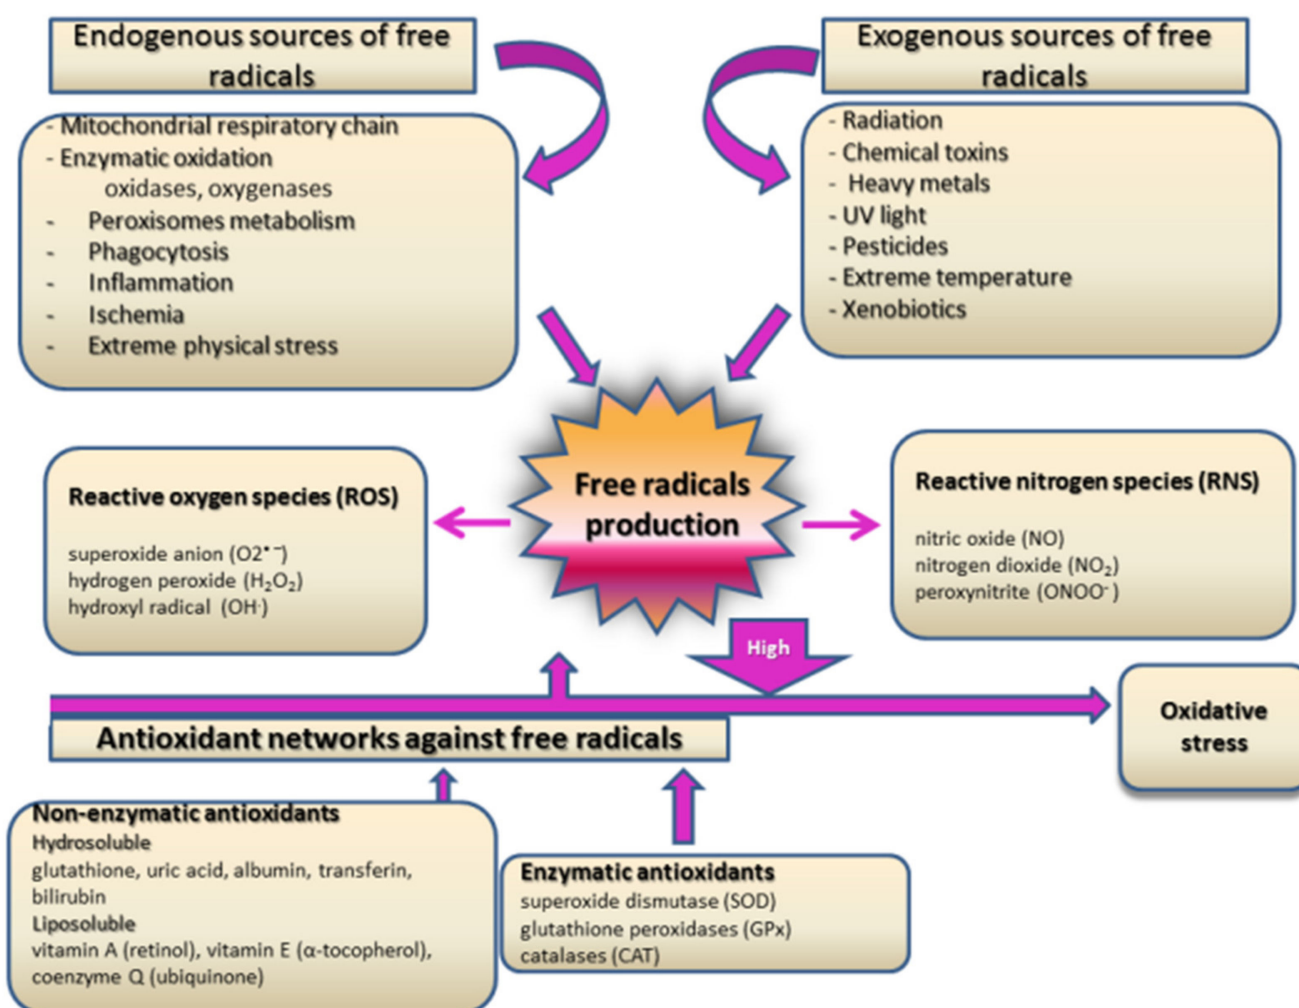 Endogenous sources of free
radicals
- Mitochondrial respiratory chain
- Enzymatic oxidation
oxidases, oxygenases
- Peroxisomes metabolism
- Phagocytosis
- Inflammation
- Ischemia
- Extreme physical stress
Exogenous sources of free
radicals
- Radiation
- Chemical toxins
- Heavy metals
- UV light
- Pesticides
- Extreme temperature
- Xenobiotics
Free radicals
production
Reactive oxygen species (ROS)
superoxide anion (O2•⁻)
hydrogen peroxide (H₂O₂)
hydroxyl radical (OH·)
Reactive nitrogen species (RNS)
nitric oxide (NO)
nitrogen dioxide (NO₂)
peroxynitrite (ONOO⁻)
High
Oxidative
stress
Antioxidant networks against free radicals
Non-enzymatic antioxidants
Hydrosoluble
glutathione, uric acid, albumin, transferin,
bilirubin
Liposoluble
vitamin A (retinol), vitamin E (α-tocopherol),
coenzyme Q (ubiquinone)
Enzymatic antioxidants
superoxide dismutase (SOD)
glutathione peroxidases (GPx)
catalases (CAT)